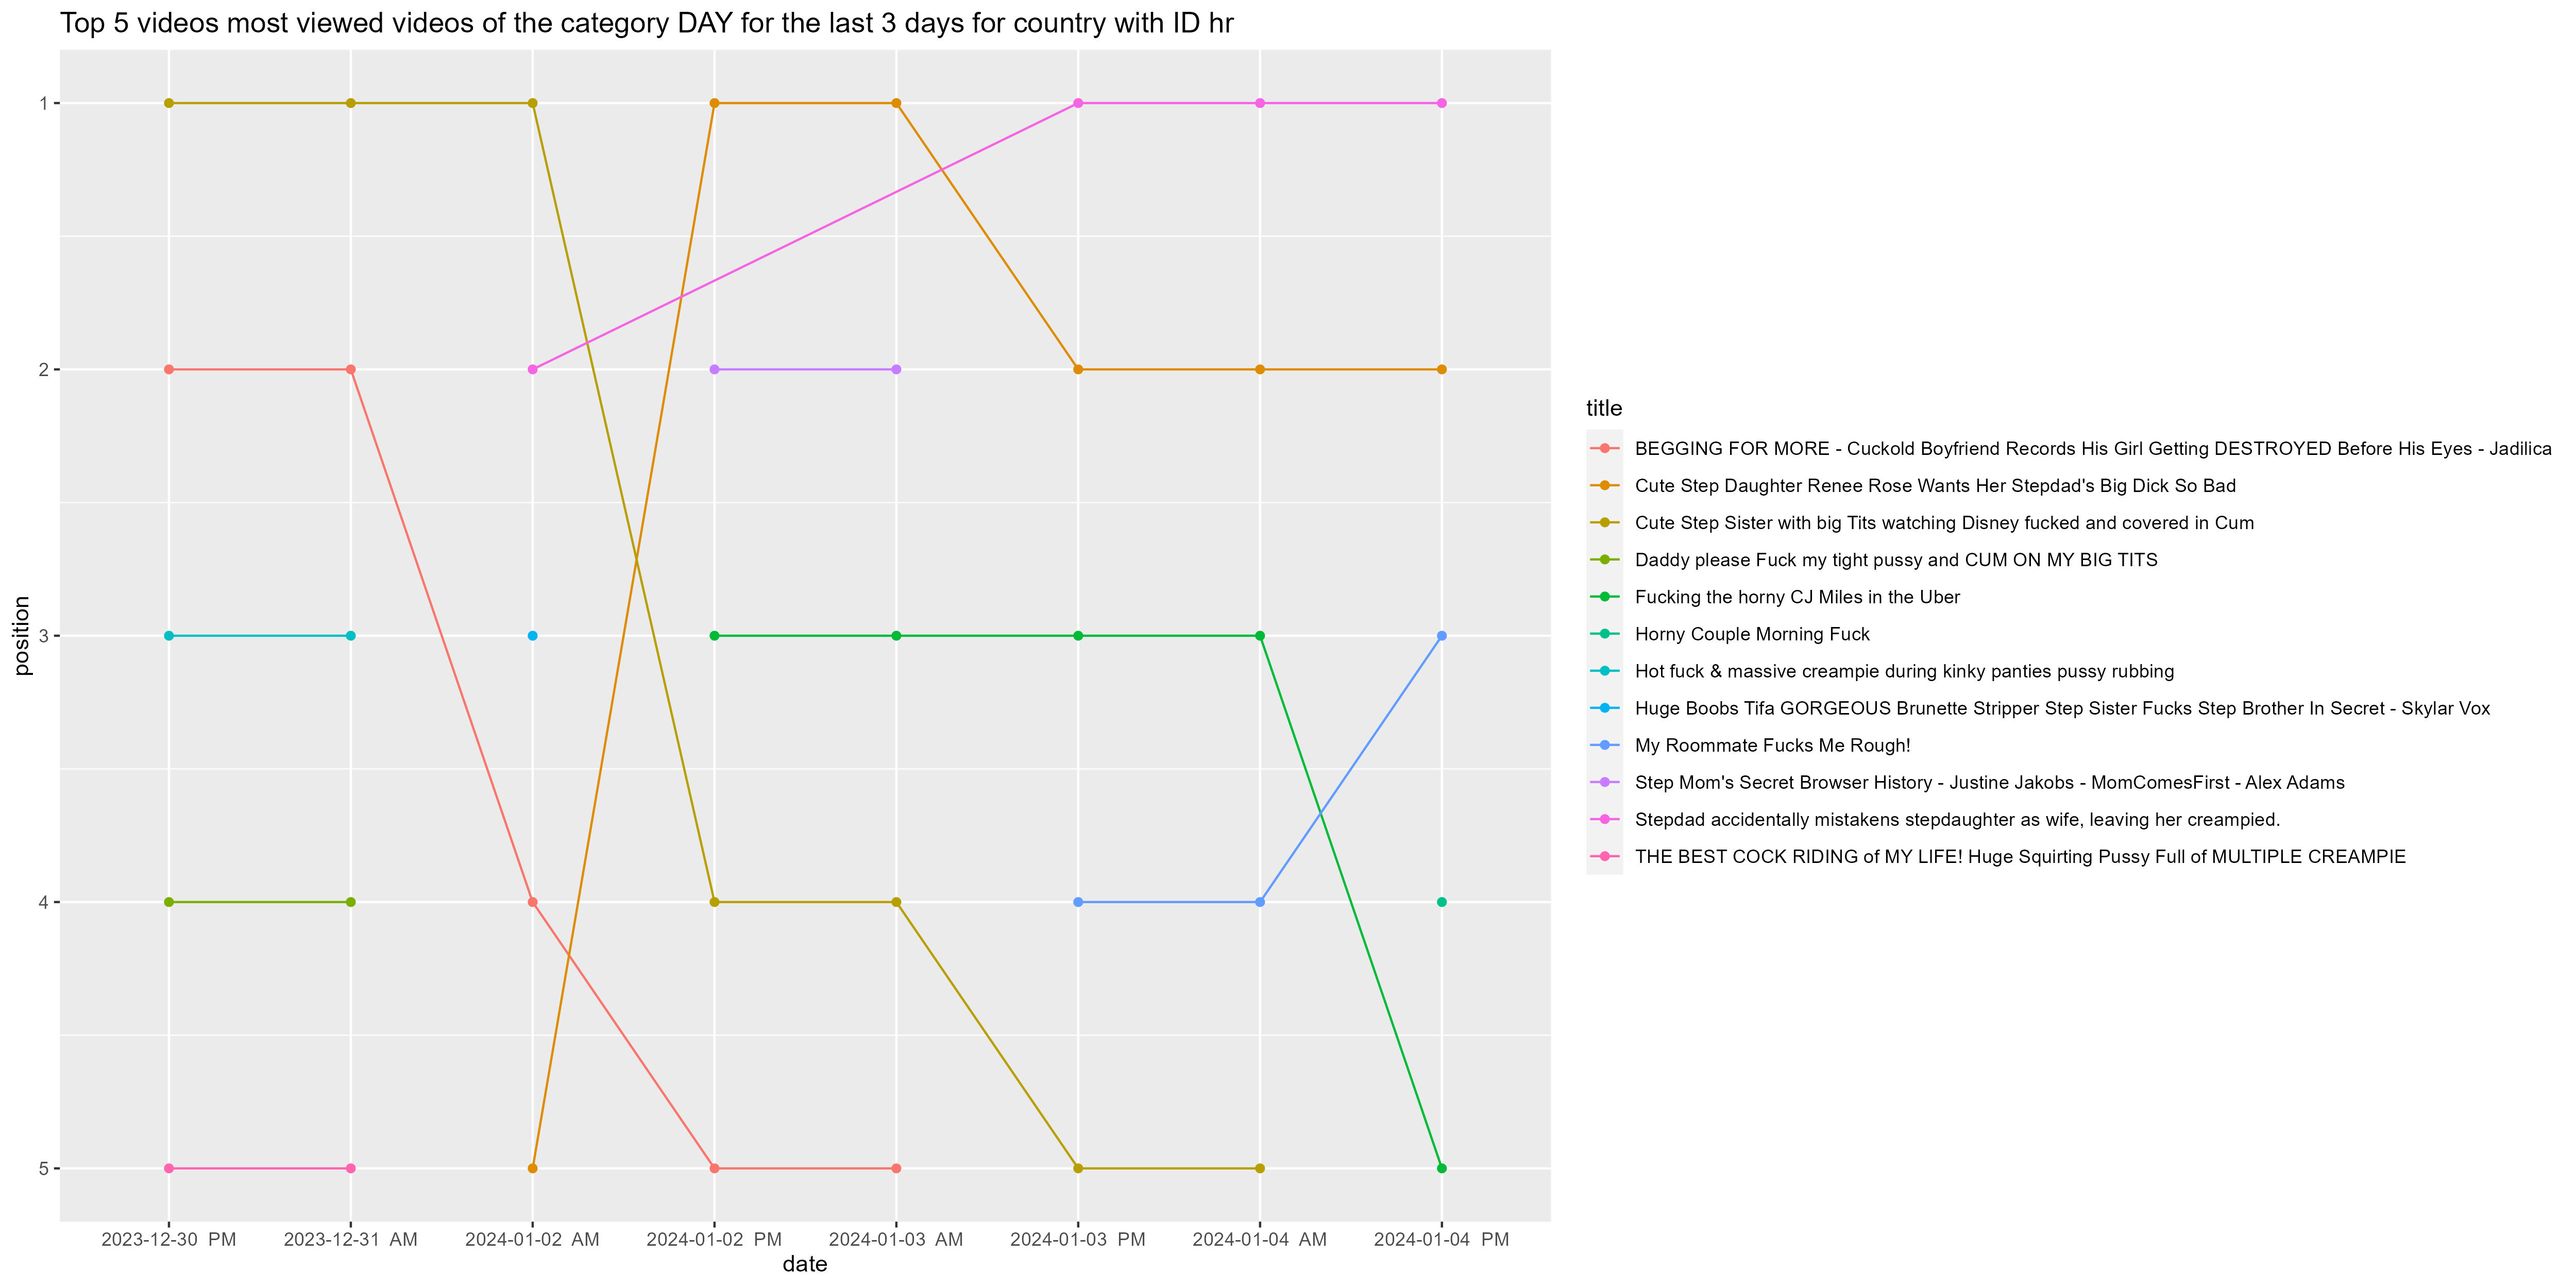 Top 5 videos most viewed videos of the category DAY for the last 3 days for country with ID hr
position
1
2
3
4
5
2023-12-30 PM
2023-12-31 AM
2024-01-02 AM
2024-01-02 PM
2024-01-03 AM
2024-01-03 PM
2024-01-04 AM
2024-01-04 PM
date
title
BEGGING FOR MORE - Cuckold Boyfriend Records His Girl Getting DESTROYED Before His Eyes - Jadilica
Cute Step Daughter Renee Rose Wants Her Stepdad's Big Dick So Bad
Cute Step Sister with big Tits watching Disney fucked and covered in Cum
Daddy please Fuck my tight pussy and CUM ON MY BIG TITS
Fucking the horny CJ Miles in the Uber
Horny Couple Morning Fuck
Hot fuck & massive creampie during kinky panties pussy rubbing
Huge Boobs Tifa GORGEOUS Brunette Stripper Step Sister Fucks Step Brother In Secret - Skylar Vox
My Roommate Fucks Me Rough!
Step Mom's Secret Browser History - Justine Jakobs - MomComesFirst - Alex Adams
Stepdad accidentally mistakens stepdaughter as wife, leaving her creampied.
THE BEST COCK RIDING of MY LIFE! Huge Squirting Pussy Full of MULTIPLE CREAMPIE